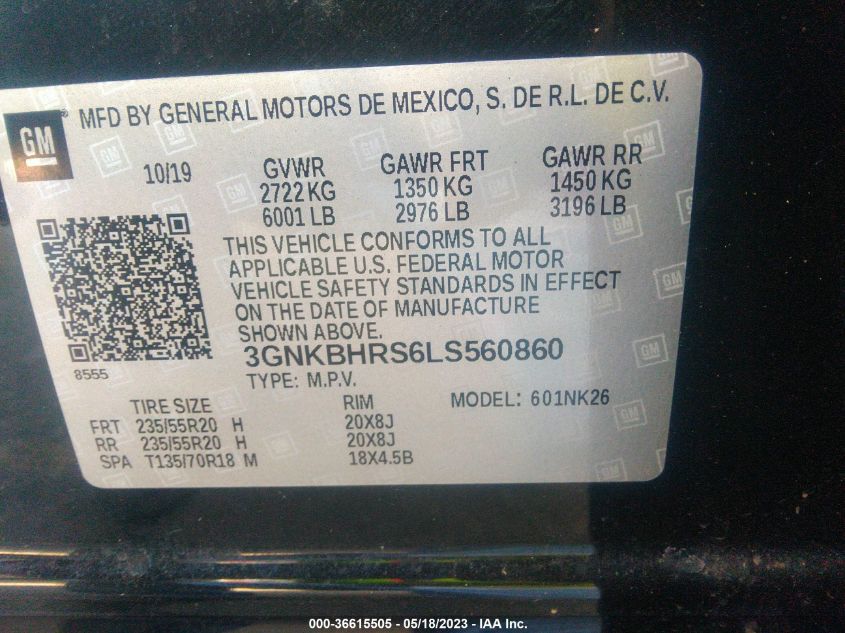 MFD BY GENERAL MOTORS DE MEXICO, S. DE R.L. DE C.V.
GM ®
10/19 GVWR GAWR FRT GAWR RR
2722 KG 1350 KG 1450 KG
6001 LB 2976 LB 3196 LB
THIS VEHICLE CONFORMS TO ALL
APPLICABLE U.S. FEDERAL MOTOR
VEHICLE SAFETY STANDARDS IN EFFECT
ON THE DATE OF MANUFACTURE
SHOWN ABOVE.
3GNKBHRS6LS560860
8555
TYPE: M.P.V.
TIRE SIZE RIM MODEL: 601NK26
FRT 235/55R20 H 20X8J
RR 235/55R20 H 20X8J
SPA T135/70R18 M 18X4.5B
000-36615505 - 05/18/2023 - IAA Inc.